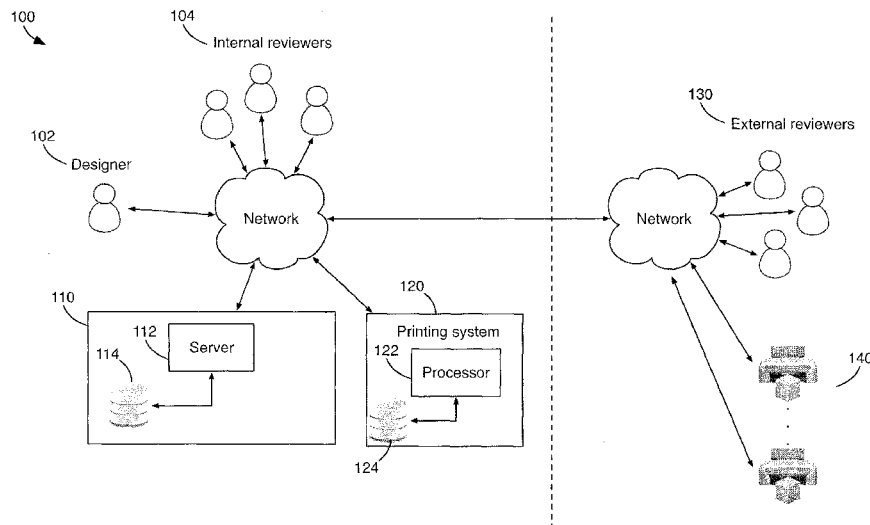 100
104
Internal reviewers
102
Designer
130
External reviewers
Network
Network
110
112
Server
114
120
Printing system
122
Processor
124
140